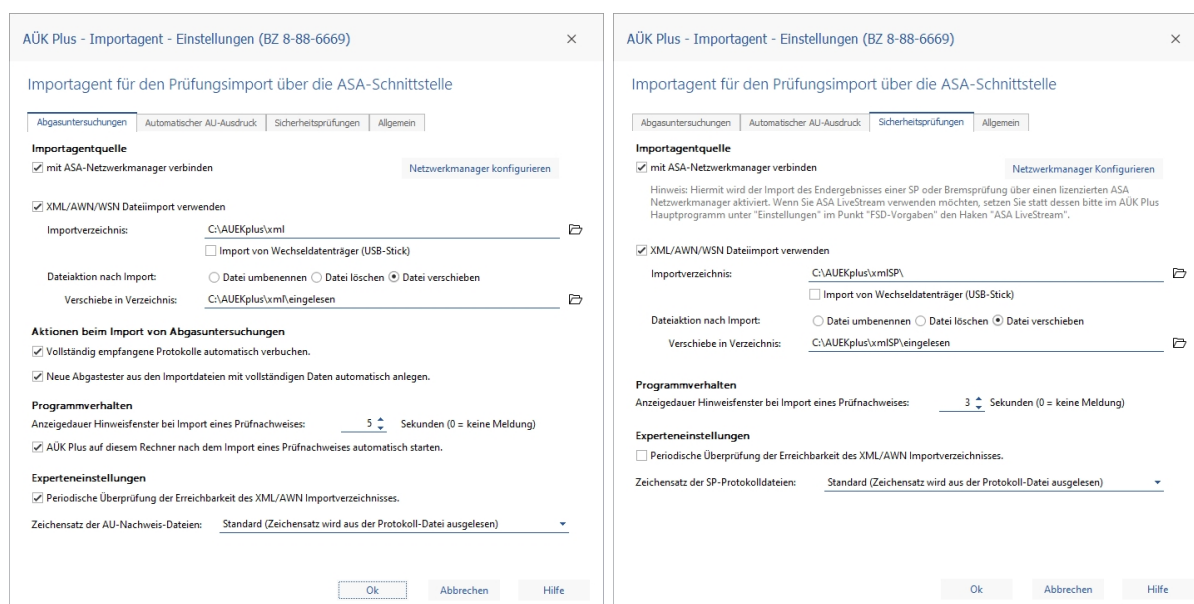 AÜK Plus - Importagent - Einstellungen (BZ 8-88-6669)
Importagent für den Prüfungsimport über die ASA-Schnittstelle
Abgasuntersuchungen Automatischer AU-Ausdruck Sicherheitsprüfungen Allgemein
Importagentquelle
mit ASA-Netzwerkmanager verbinden Netzwerkmanager konfigurieren
XML/AWN/WSN Dateiimport verwenden
Importverzeichnis: C:\AUEKplus\xml
Import von Wechseldatenträger (USB-Stick)
Dateiaktion nach Import: Datei umbenennen Datei löschen Datei verschieben
Verschiebe in Verzeichnis: C:\AUEKplus\xml\eingelesen
Aktionen beim Import von Abgasuntersuchungen
Vollständig empfangene Protokolle automatisch verbuchen.
Neue Abgastester aus den Importdateien mit vollständigen Daten automatisch anlegen.
Programmverhalten
Anzeigedauer Hinweisfenster bei Import eines Prüfnachweises: 5 Sekunden (0 = keine Meldung)
AÜK Plus auf diesem Rechner nach dem Import eines Prüfnachweises automatisch starten.
Experteneinstellungen
Periodische Überprüfung der Erreichbarkeit des XML/AWN Importverzeichnisses.
Zeichensatz der AU-Nachweis-Dateien: Standard (Zeichensatz wird aus der Protokoll-Datei ausgelesen)
Ok Abbrechen Hilfe
AÜK Plus - Importagent - Einstellungen (BZ 8-88-6669)
Importagent für den Prüfungsimport über die ASA-Schnittstelle
Abgasuntersuchungen Automatischer AU-Ausdruck Sicherheitsprüfungen Allgemein
Importagentquelle
mit ASA-Netzwerkmanager verbinden Netzwerkmanager Konfigurieren
Hinweis: Hiermit wird der Import des Endergebnisses einer SP oder Bremsprüfung über einen lizenzierten ASA
Netzwerkmanager aktiviert. Wenn Sie ASA LiveStream verwenden möchten, setzen Sie statt dessen bitte im AÜK Plus
Hauptprogramm unter "Einstellungen" im Punkt "FSD-Vorgaben" den Haken "ASA LiveStream".
XML/AWN/WSN Dateiimport verwenden
Importverzeichnis: C:\AUEKplus\xmlSP\
Import von Wechseldatenträger (USB-Stick)
Dateiaktion nach Import: Datei umbenennen Datei löschen Datei verschieben
Verschiebe in Verzeichnis: C:\AUEKplus\xmlSP\eingelesen
Programmverhalten
Anzeigedauer Hinweisfenster bei Import eines Prüfnachweises: 3 Sekunden (0 = keine Meldung)
Experteneinstellungen
Periodische Überprüfung der Erreichbarkeit des XML/AWN Importverzeichnisses.
Zeichensatz der SP-Protokolldateien: Standard (Zeichensatz wird aus der Protokoll-Datei ausgelesen)
Ok Abbrechen Hilfe